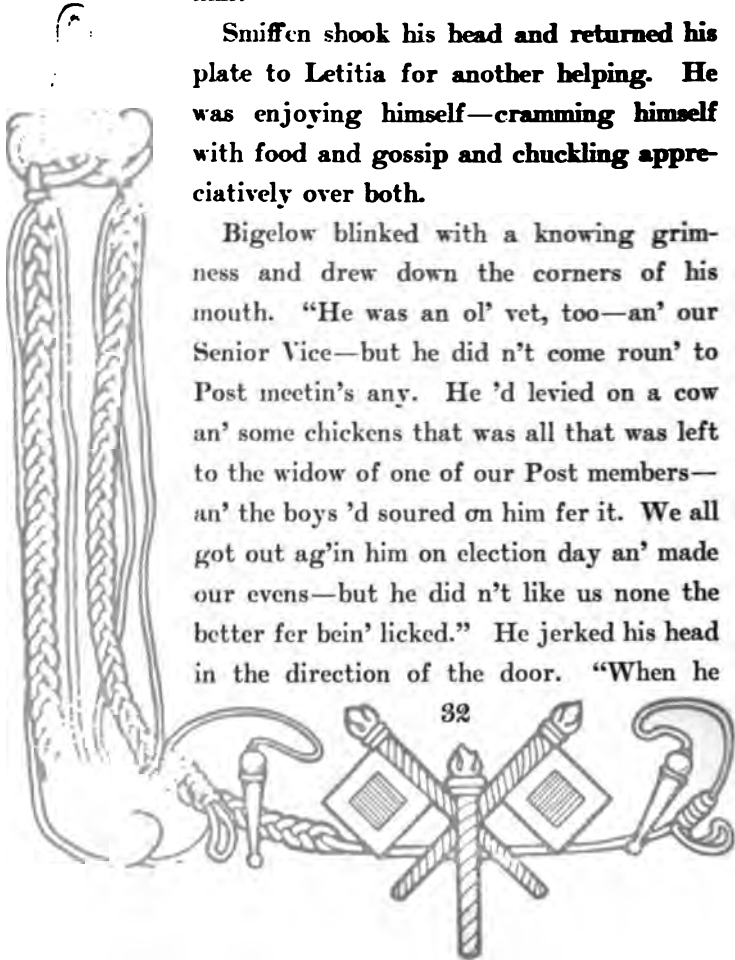 Sniffen shook his head and returned his
plate to Letitia for another helping. He
was enjoying himself—cramming himself
with food and gossip and chuckling appre-
ciatively over both.
Bigelow blinked with a knowing grim-
ness and drew down the corners of his
mouth. "He was an ol' vet, too—an' our
Senior Vice—but he did n't come roun' to
Post meetin's any. He 'd levied on a cow
an' some chickens that was all that was left
to the widow of one of our Post members—
an' the boys 'd soured on him fer it. We all
got out ag'in him on election day an' made
our evens—but he did n't like us none the
better fer bein' licked." He jerked his head
in the direction of the door. "When he
32